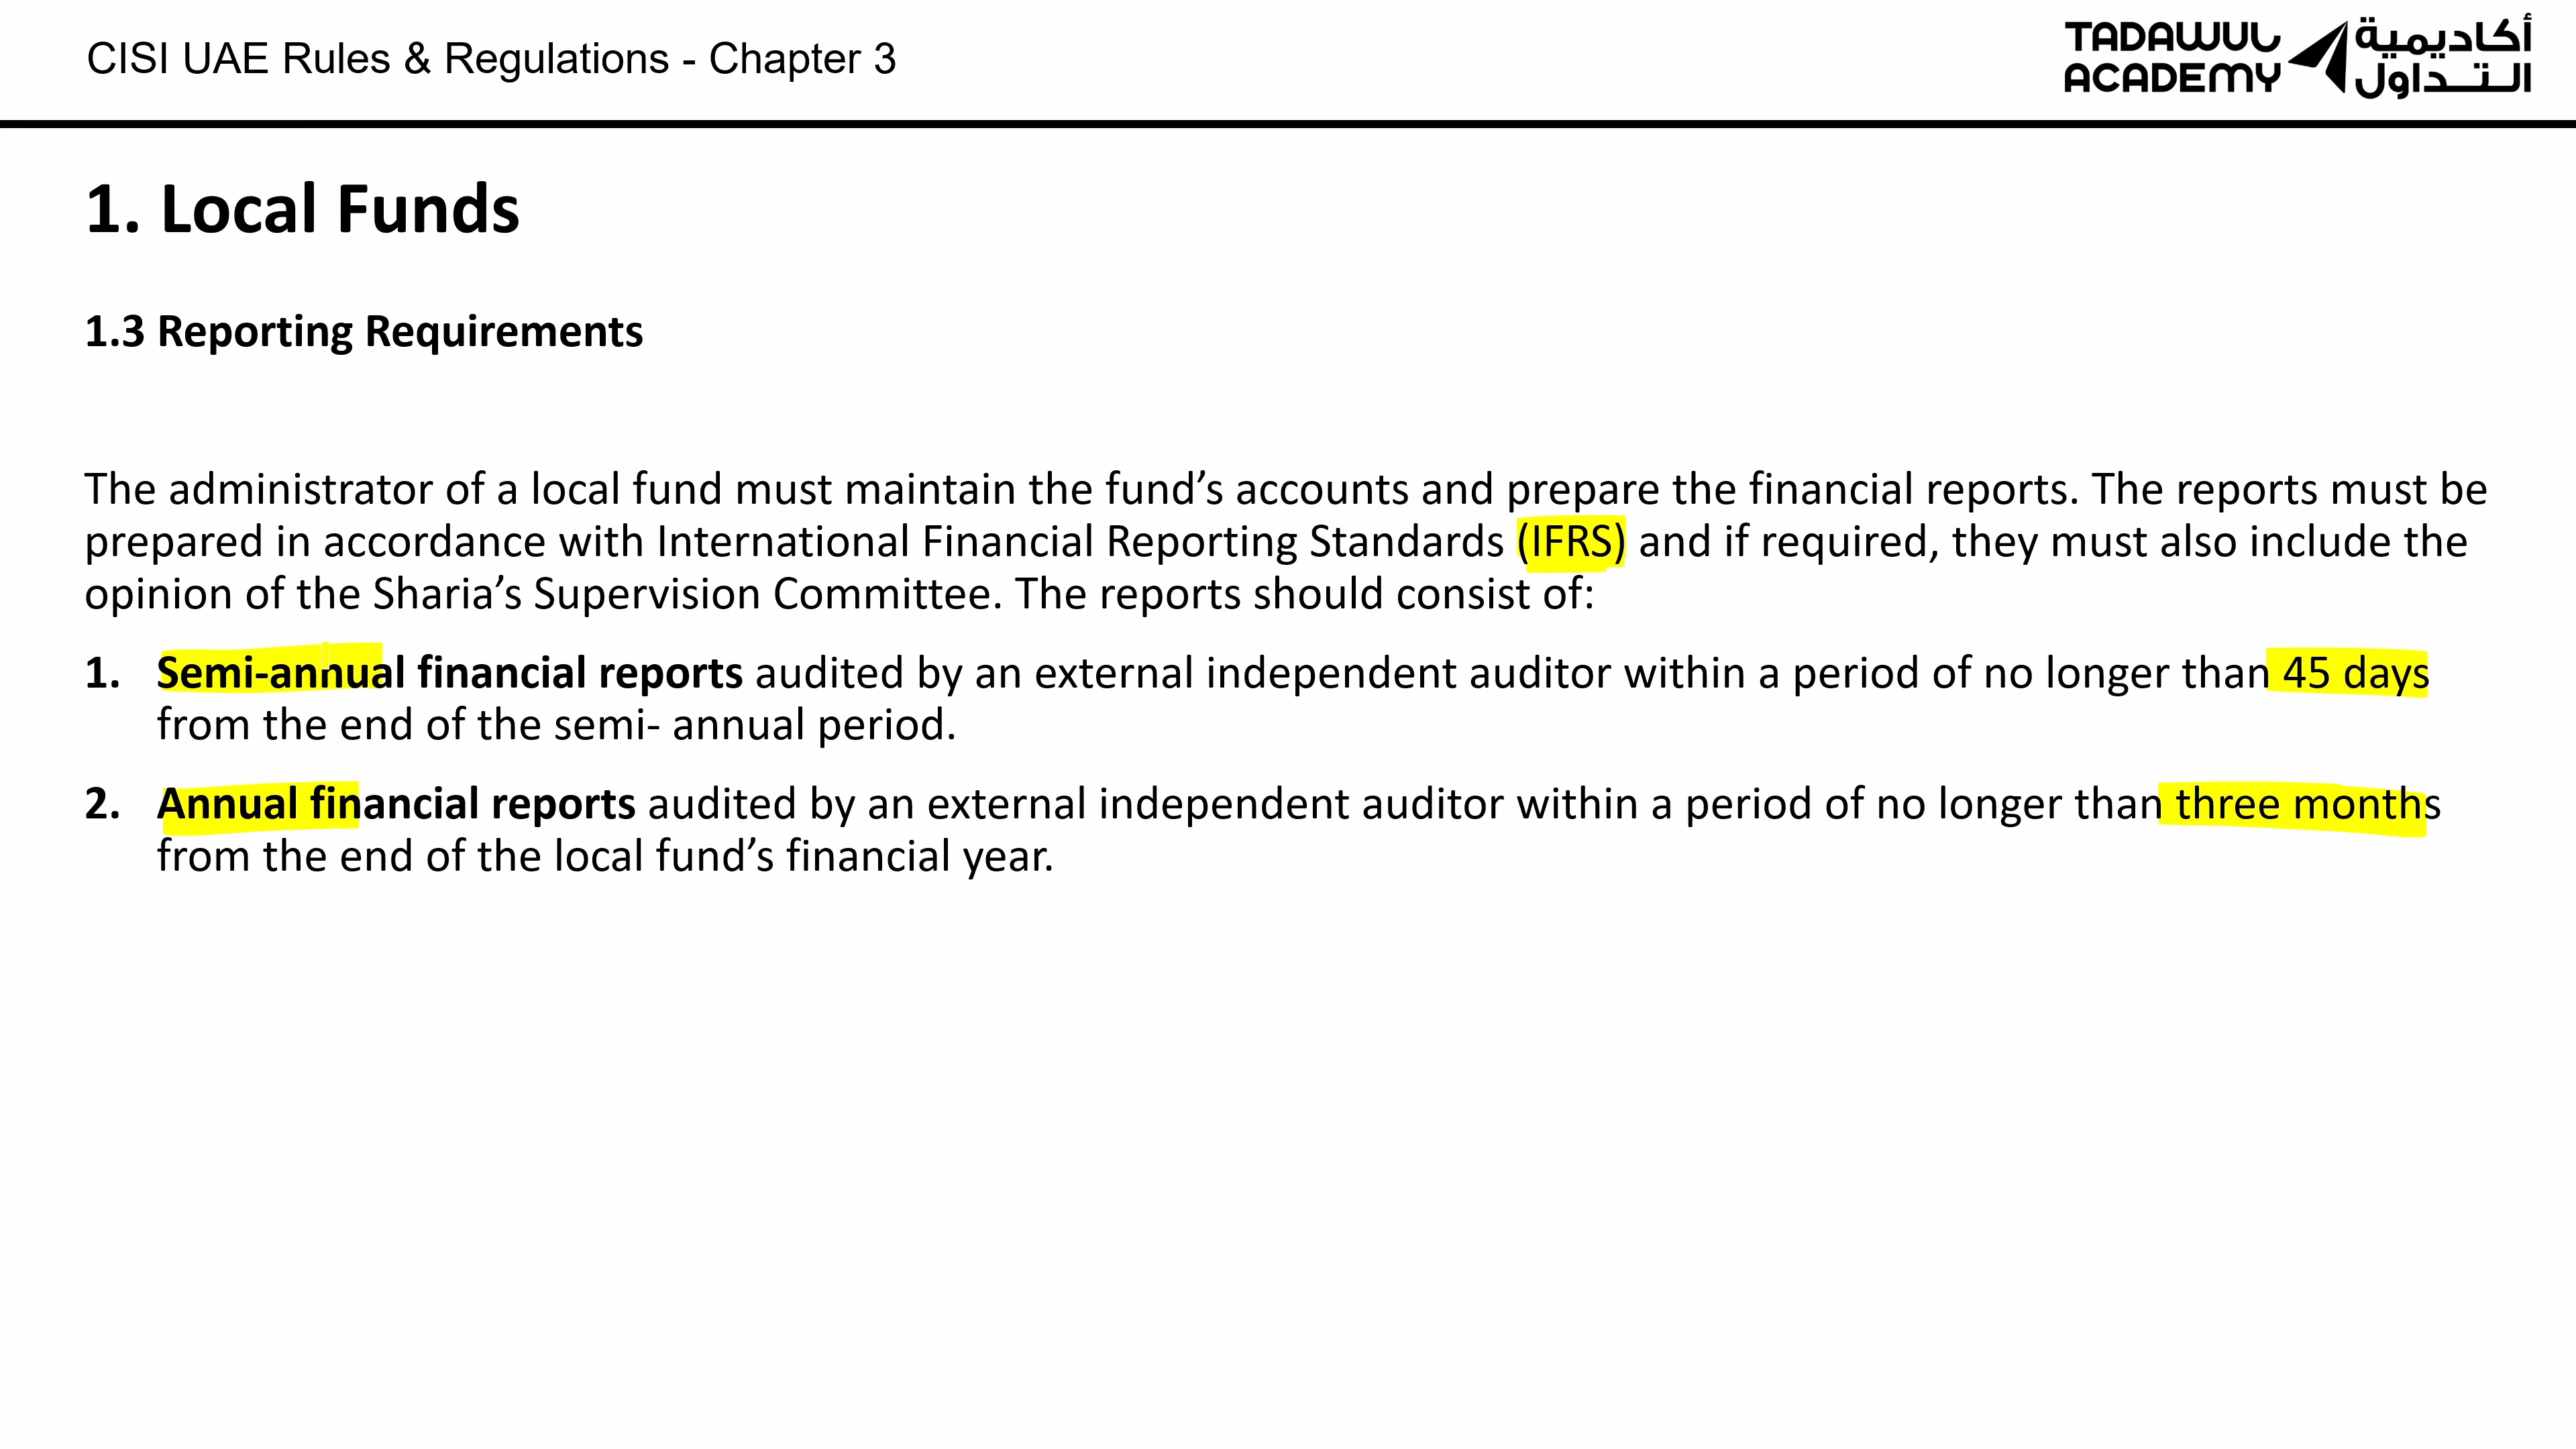 CISI UAE Rules & Regulations - Chapter 3
TADAWUL
ACADEMY
أكاديمية
التداول
1. Local Funds
1.3 Reporting Requirements
The administrator of a local fund must maintain the fund’s accounts and prepare the financial reports. The reports must be
prepared in accordance with International Financial Reporting Standards (IFRS) and if required, they must also include the
opinion of the Sharia’s Supervision Committee. The reports should consist of:
1. Semi-annual financial reports audited by an external independent auditor within a period of no longer than 45 days
from the end of the semi- annual period.
2. Annual financial reports audited by an external independent auditor within a period of no longer than three months
from the end of the local fund’s financial year.